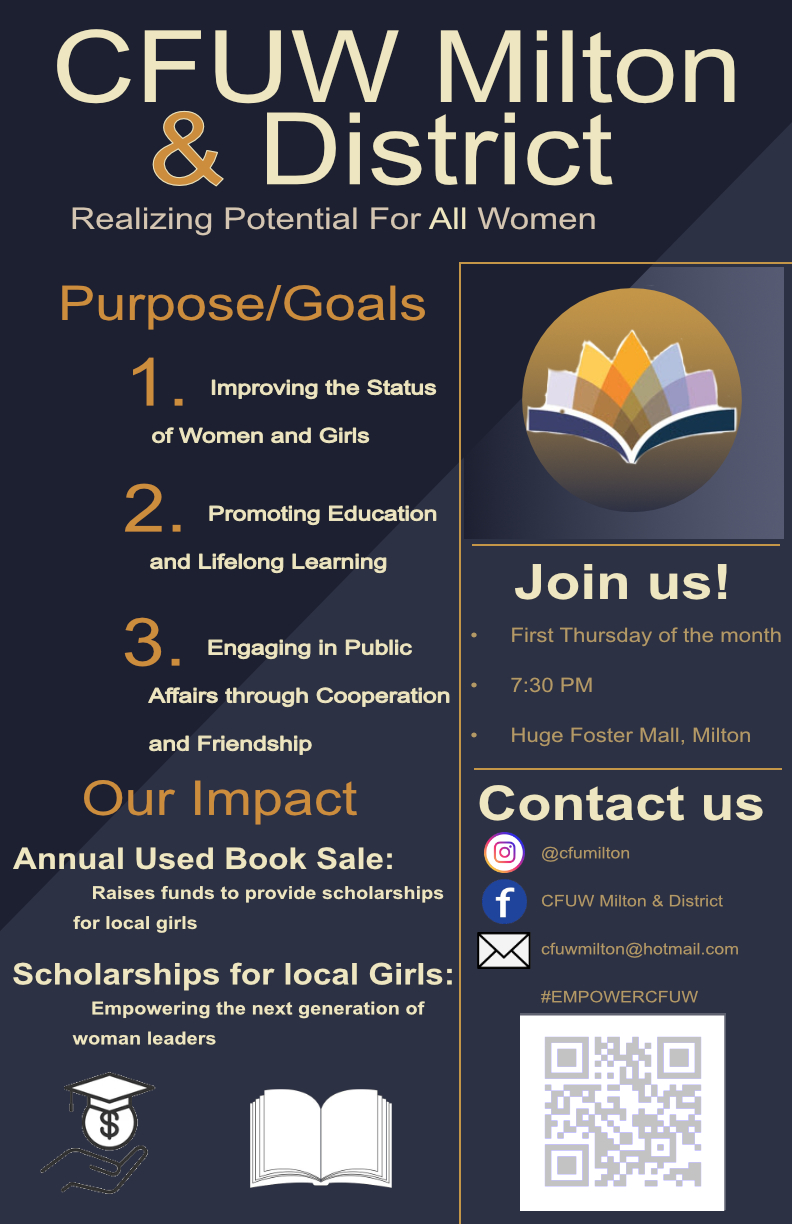 CFUW Milton
& District
Realizing Potential For All Women
Purpose/Goals
1. Improving the Status
of Women and Girls
2. Promoting Education
and Lifelong Learning
3. Engaging in Public
Affairs through Cooperation
and Friendship
Our Impact
Annual Used Book Sale:
Raises funds to provide scholarships
for local girls
Scholarships for local Girls:
Empowering the next generation of
woman leaders
$
Join us!
• First Thursday of the month
• 7:30 PM
• Huge Foster Mall, Milton
Contact us
@cfumilton
f CFUW Milton & District
cfuwmilton@hotmail.com
#EMPOWERCFUW